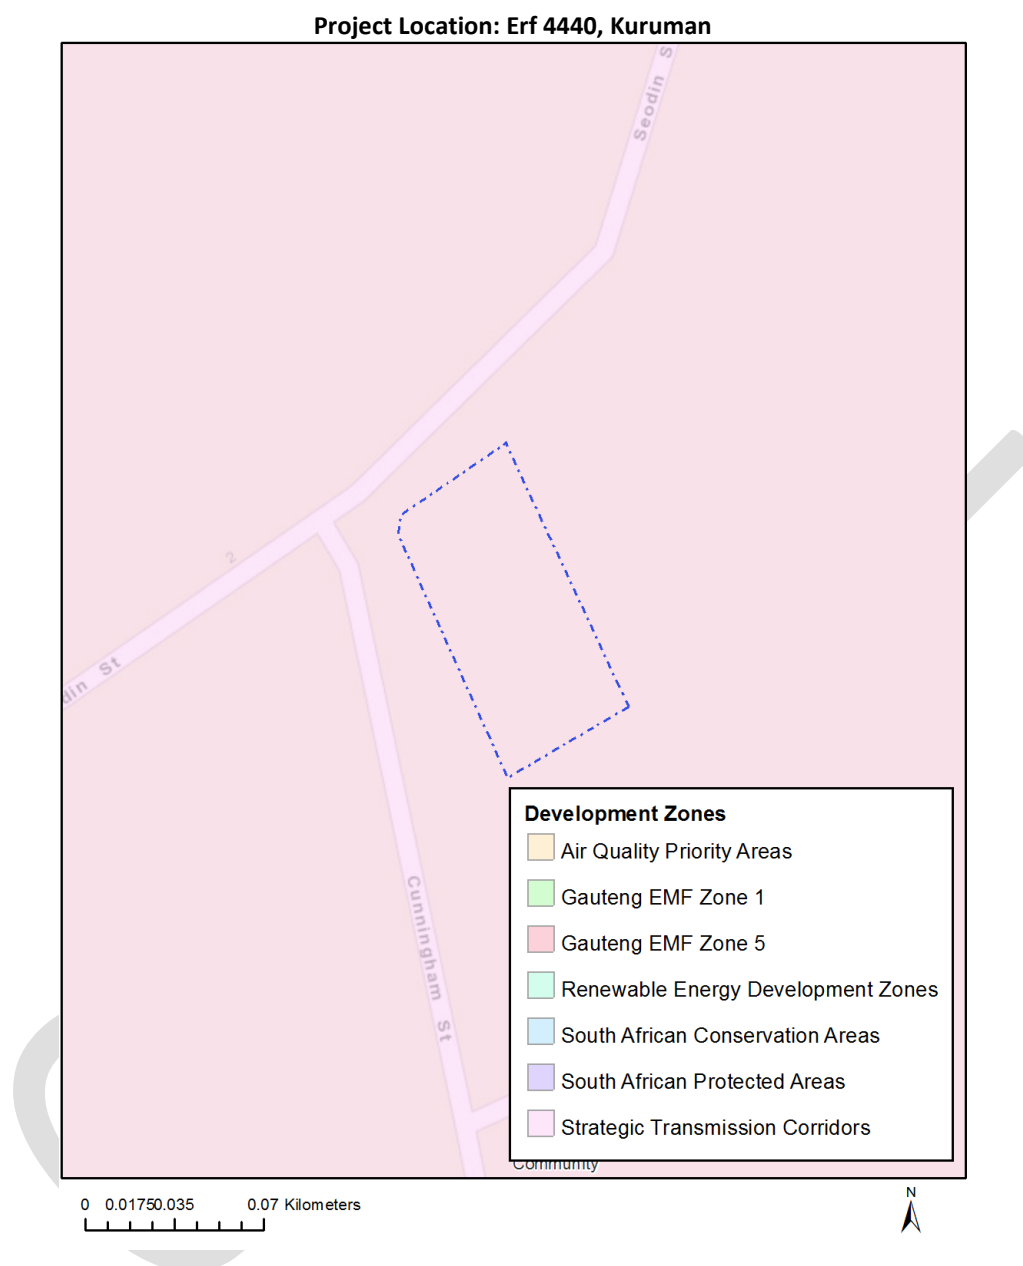 Project Location: Erf 4440, Kuruman
Seodin S
2
din St
Cunningham St
Development Zones
Air Quality Priority Areas
Gauteng EMF Zone 1
Gauteng EMF Zone 5
Renewable Energy Development Zones
South African Conservation Areas
South African Protected Areas
Strategic Transmission Corridors
Community
0 0.01750.035 0.07 Kilometers
N